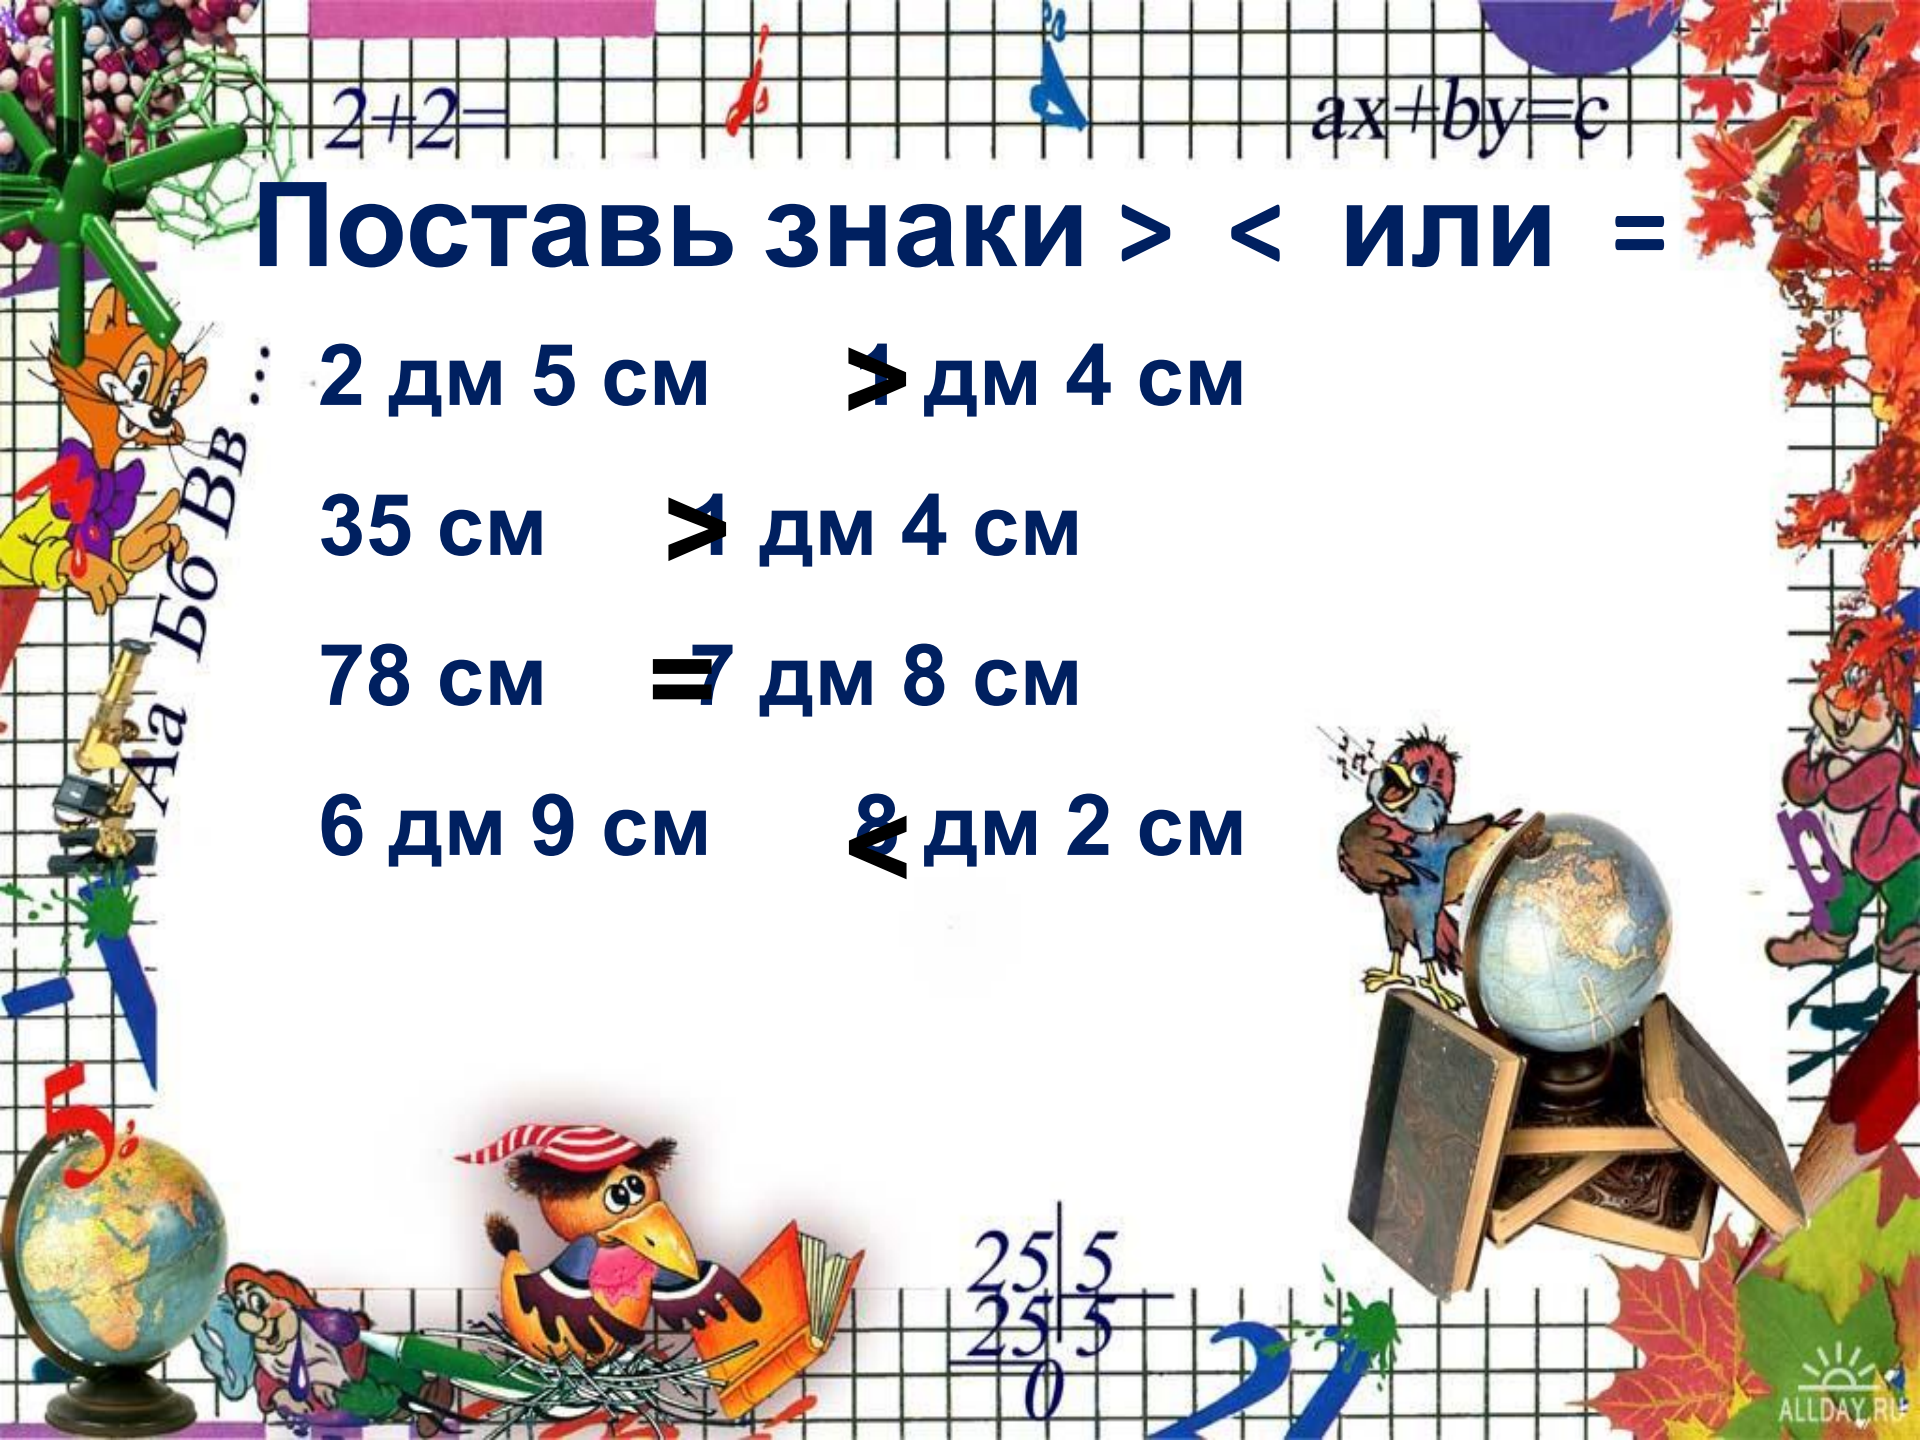 2+2=
ax+by=c
Поставь знаки > < или =
2 дм 5 см > 1 дм 4 см
35 см > 1 дм 4 см
78 см = 7 дм 8 см
6 дм 9 см < 8 дм 2 см
Аа Бб Вв ...
5
25 5
25 5
0
ALLDAY.RU